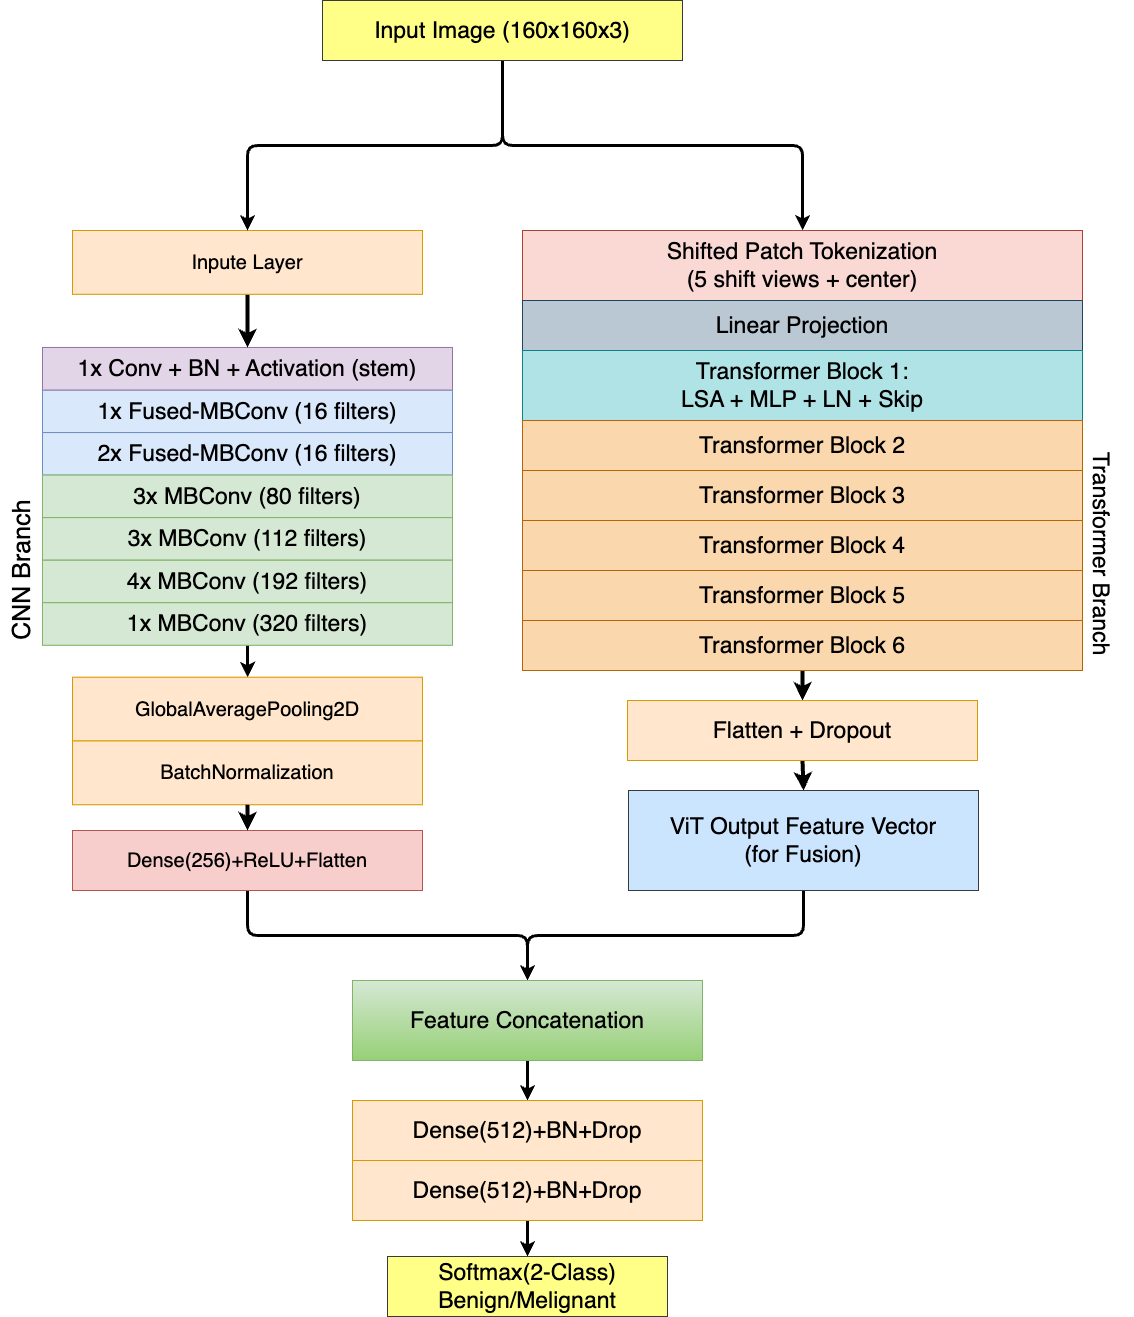 Input Image (160x160x3)
Inpute Layer
1x Conv + BN + Activation (stem)
1x Fused-MBConv (16 filters)
2x Fused-MBConv (16 filters)
3x MBConv (80 filters)
3x MBConv (112 filters)
4x MBConv (192 filters)
1x MBConv (320 filters)
CNN Branch
GlobalAveragePooling2D
BatchNormalization
Dense(256)+ReLU+Flatten
Shifted Patch Tokenization
(5 shift views + center)
Linear Projection
Transformer Block 1:
LSA + MLP + LN + Skip
Transformer Block 2
Transformer Block 3
Transformer Block 4
Transformer Block 5
Transformer Block 6
Transformer Branch
Flatten + Dropout
ViT Output Feature Vector
(for Fusion)
Feature Concatenation
Dense(512)+BN+Drop
Dense(512)+BN+Drop
Softmax(2-Class)
Benign/Melignant